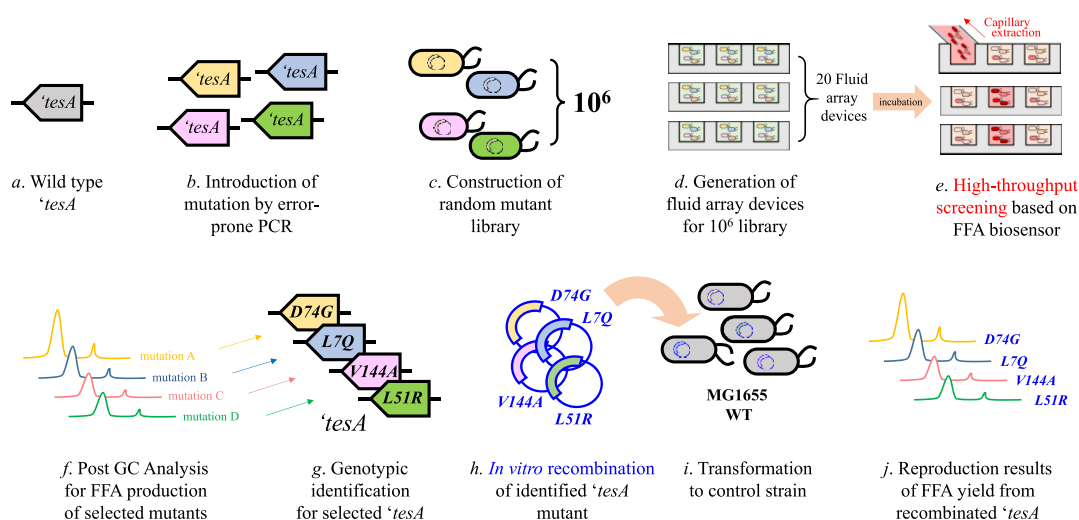 ‘tesA
‘tesA
‘tesA
‘tesA
‘tesA
10⁶
20 Fluid
array
devices
incubation
Capillary
extraction
a. Wild type
‘tesA
b. Introduction of
mutation by error-
prone PCR
c. Construction of
random mutant
library
d. Generation of
fluid array devices
for 10⁶ library
e. High-throughput
screening based on
FFA biosensor
mutation A
mutation B
mutation C
mutation D
D74G
L7Q
V144A
L51R
‘tesA
D74G
L7Q
V144A
L51R
MG1655
WT
D74G
L7Q
V144A
L51R
f. Post GC Analysis
for FFA production
of selected mutants
g. Genotypic
identification
for selected ‘tesA
h. In vitro recombination
of identified ‘tesA
mutant
i. Transformation
to control strain
j. Reproduction results
of FFA yield from
recombinated ‘tesA